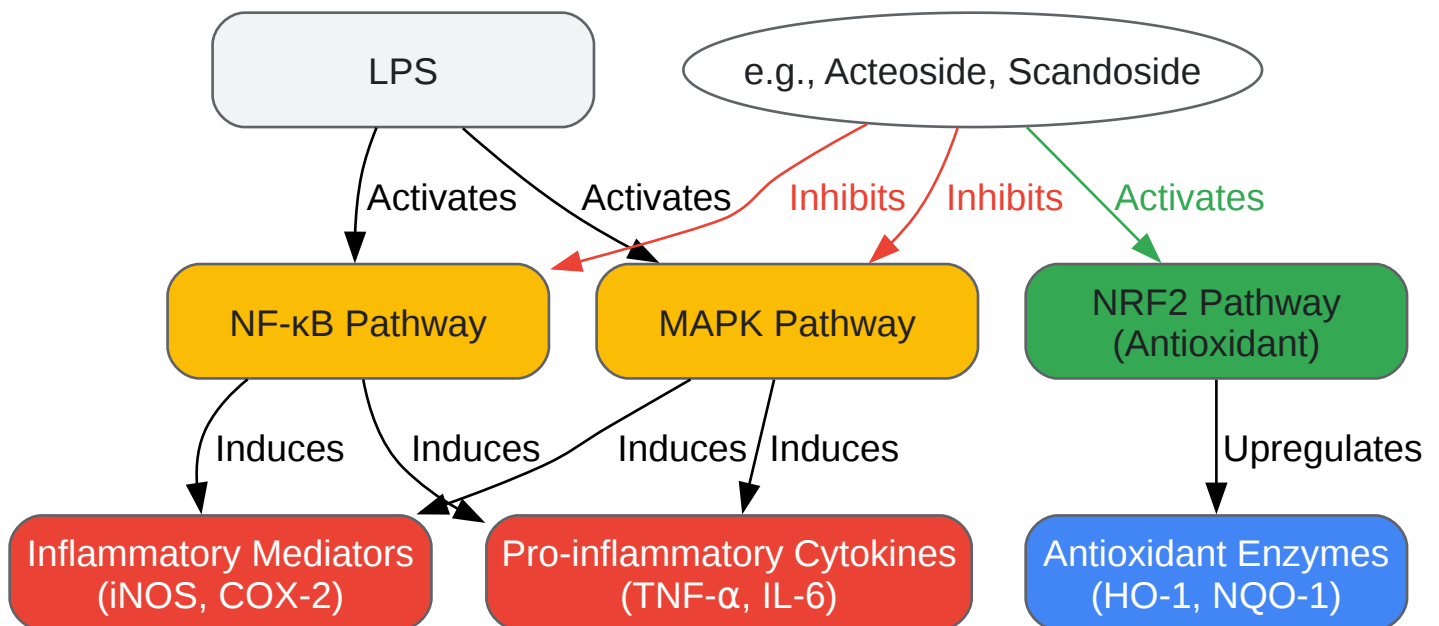 LPS
e.g., Acteoside, Scandoside
Activates
Activates
Inhibits
Inhibits
Activates
NF-κB Pathway
MAPK Pathway
NRF2 Pathway
(Antioxidant)
Induces
Induces
Induces
Induces
Upregulates
Inflammatory Mediators
(iNOS, COX-2)
Pro-inflammatory Cytokines
(TNF-α, IL-6)
Antioxidant Enzymes
(HO-1, NQO-1)